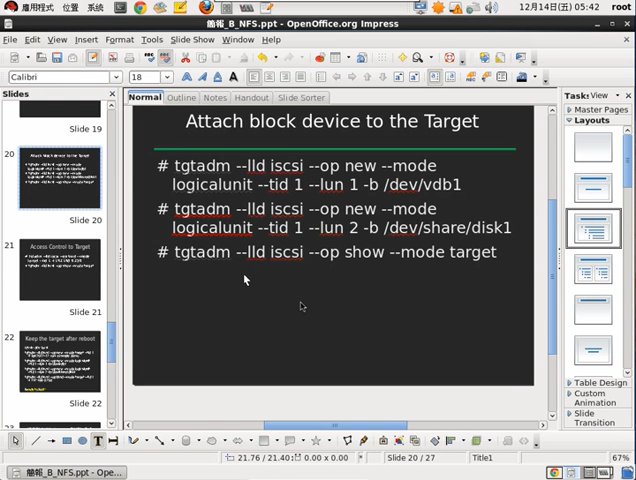 應用程式 位置 系統 12月14日(五) 05:42 root
簡報_B_NFS.ppt - OpenOffice.org Impress
File Edit View Insert Format Tools Slide Show Window Help
Calibri 18
Slides
Slide 19
20
Attach block device to the Target
Slide 20
21
Access Control to Target
Slide 21
22
Keep the target after reboot
Slide 22
Normal Outline Notes Handout Slide Sorter
Attach block device to the Target
# tgtadm --lld iscsi --op new --mode
logicalunit --tid 1 --lun 1 -b /dev/vdb1
# tgtadm --lld iscsi --op new --mode
logicalunit --tid 1 --lun 2 -b /dev/share/disk1
# tgtadm --lld iscsi --op show --mode target
Tasks View
Master Pages
Layouts
Table Design
Custom
Animation
Slide
Transition
21.76 / 21.40 0.00 x 0.00 Slide 20 / 27 Title1 67%
簡報_B_NFS.ppt - Ope...